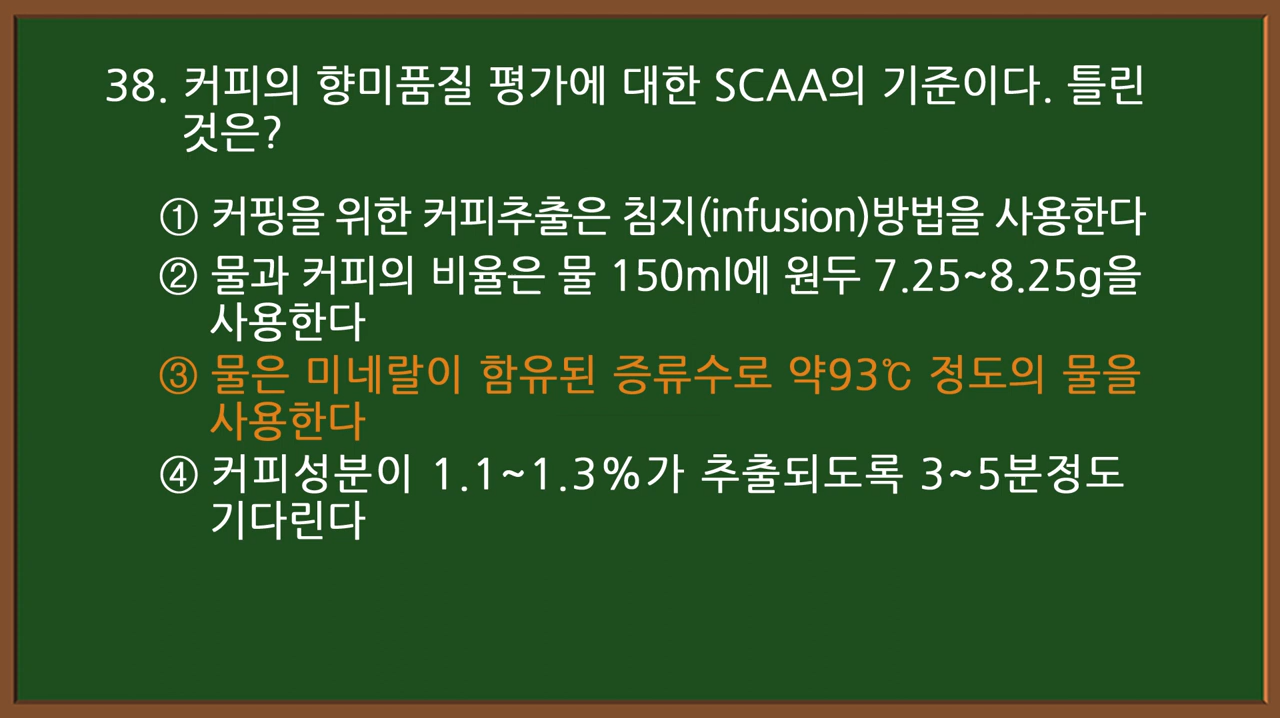 38. 커피의 향미품질 평가에 대한 SCAA의 기준이다. 틀린
것은?
① 커핑을 위한 커피추출은 침지(infusion)방법을 사용한다
② 물과 커피의 비율은 물 150ml에 원두 7.25~8.25g을
사용한다
③ 물은 미네랄이 함유된 증류수로 약93℃ 정도의 물을
사용한다
④ 커피성분이 1.1~1.3%가 추출되도록 3~5분정도
기다린다